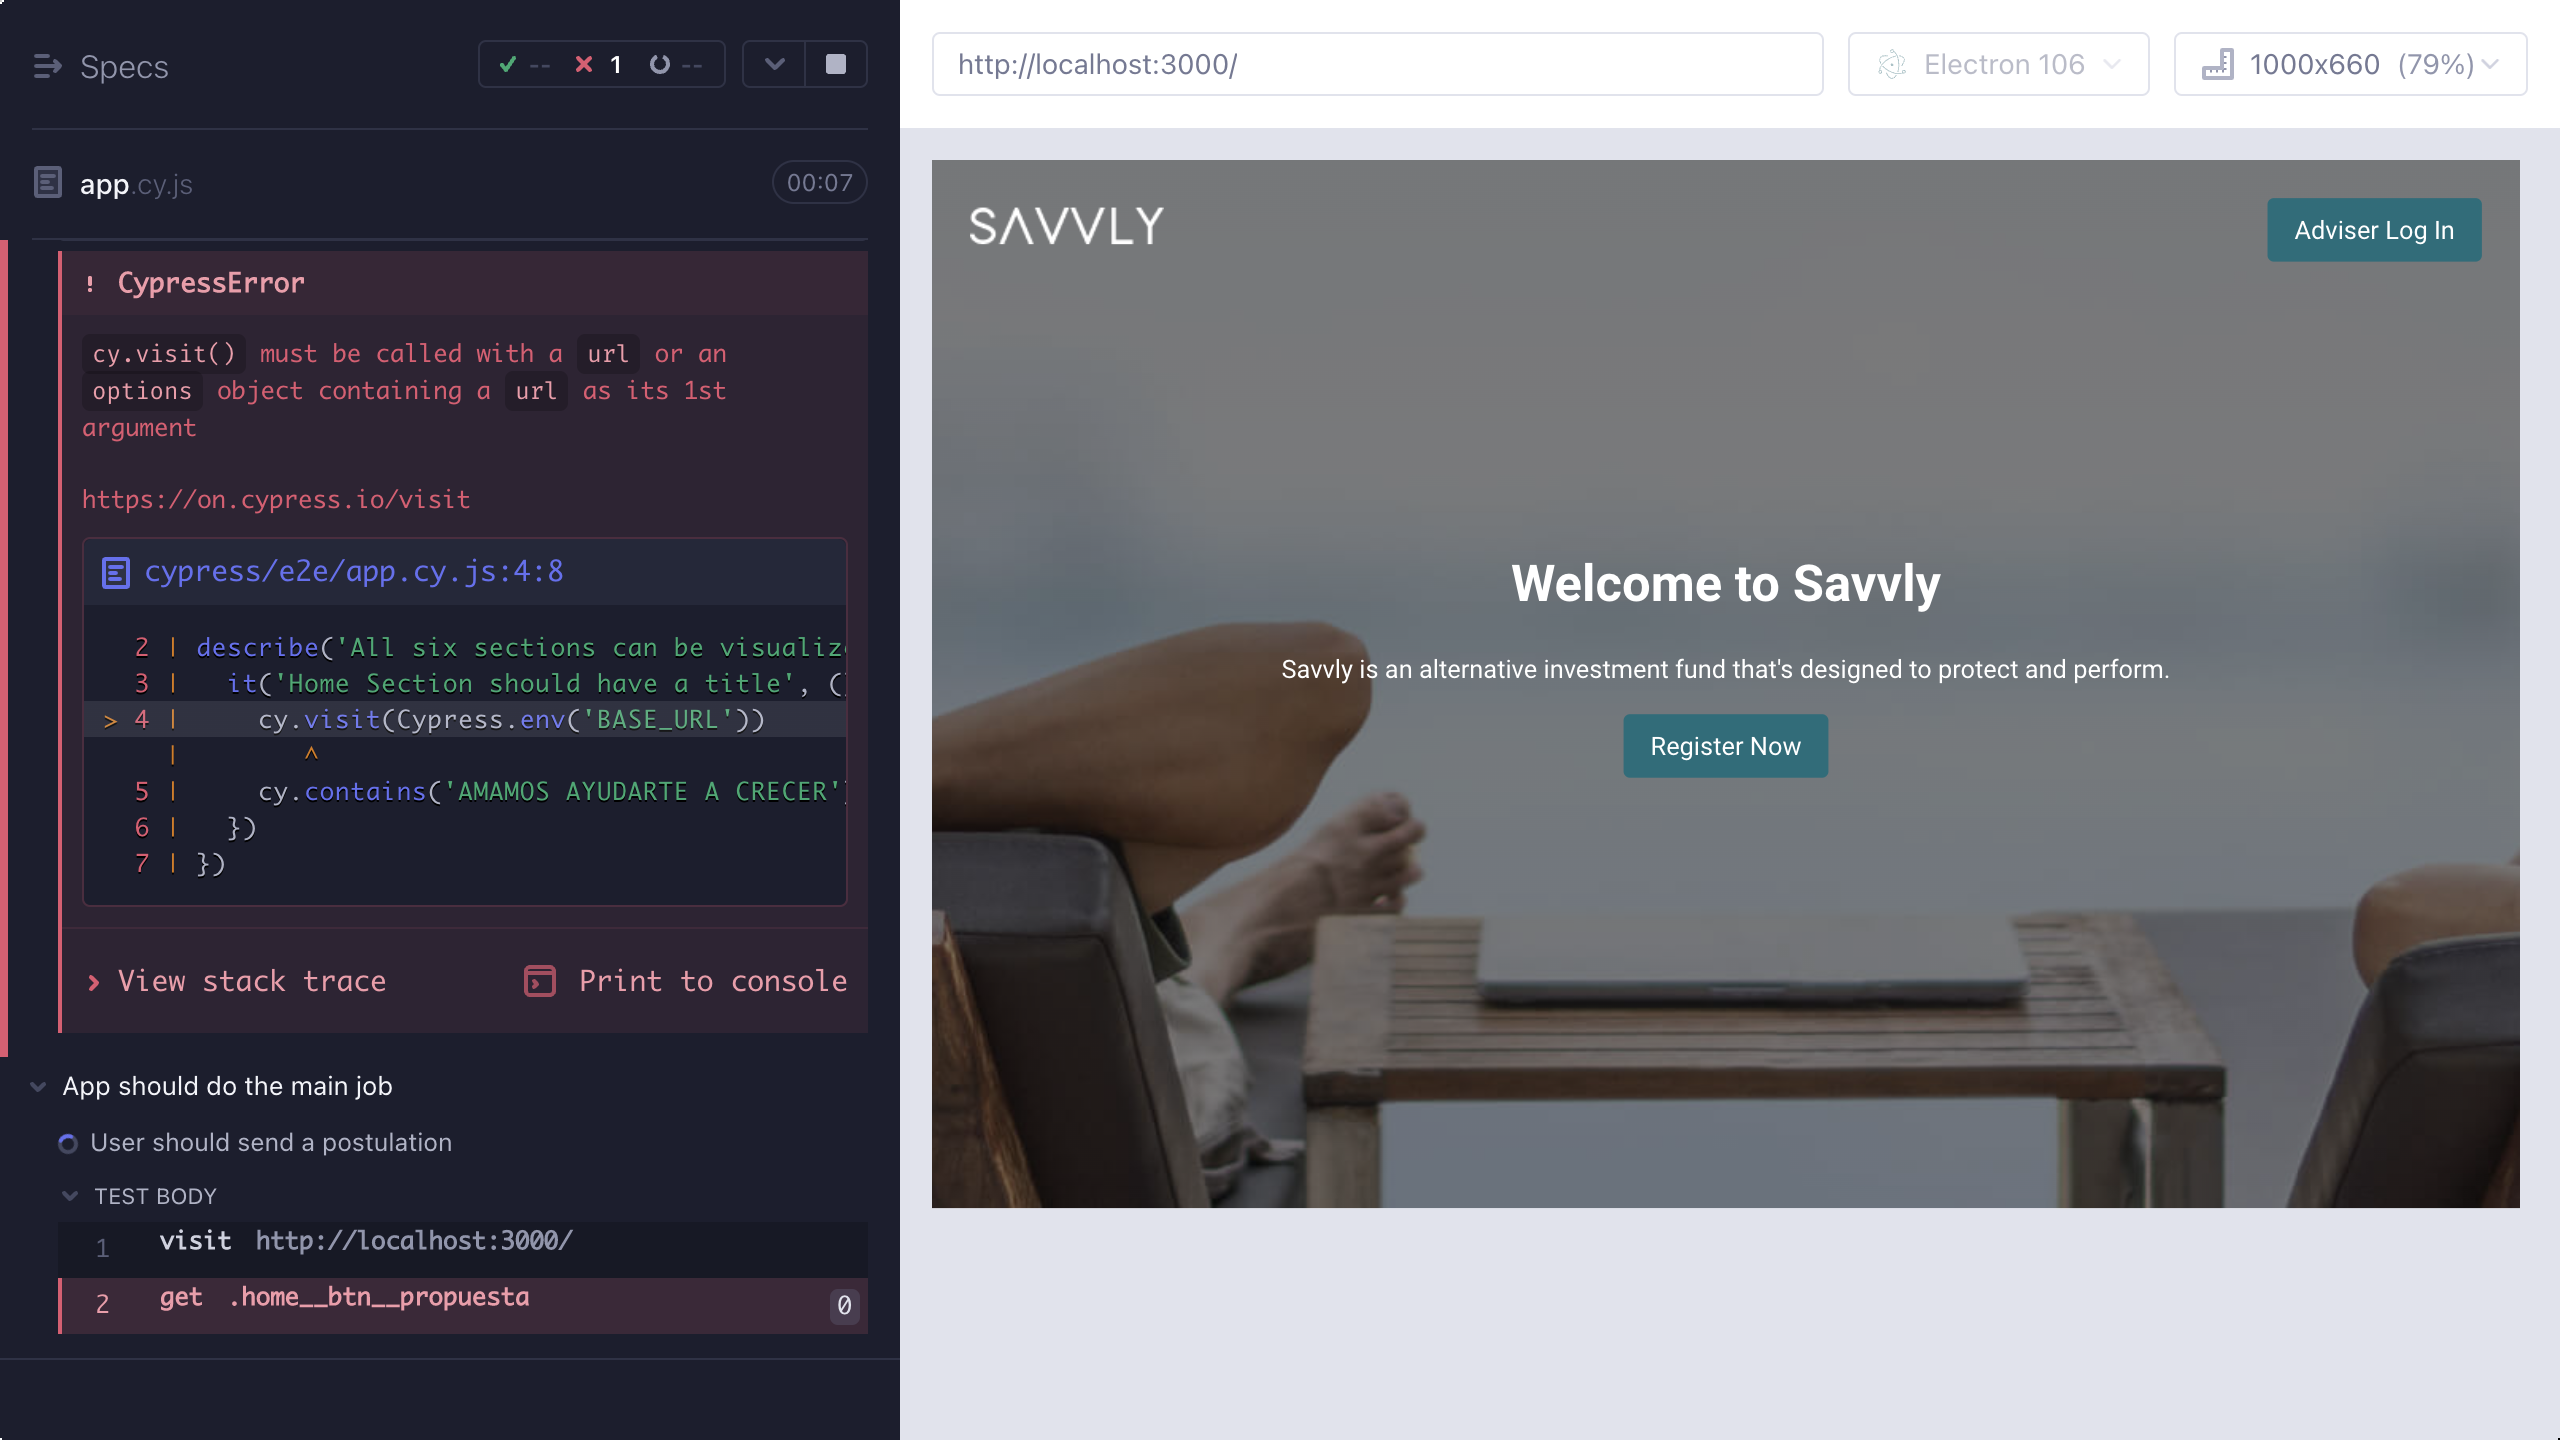 Specs
-- 1 --
app.cy.js
00:07
! CypressError
cy.visit() must be called with a url or an
options object containing a url as its 1st
argument
https://on.cypress.io/visit
cypress/e2e/app.cy.js:4:8
2 | describe('All six sections can be visualiz
3 |   it('Home Section should have a title', (
> 4 |     cy.visit(Cypress.env('BASE_URL'))
|        ^
5 |     cy.contains('AMAMOS AYUDARTE A CRECER'
6 |   })
7 | })
View stack trace
Print to console
App should do the main job
User should send a postulation
TEST BODY
1 visit http://localhost:3000/
2 get .home__btn__propuesta 0
http://localhost:3000/
Electron 106
1000x660 (79%)
SAVVLY
Adviser Log In
Welcome to Savvly
Savvly is an alternative investment fund that's designed to protect and perform.
Register Now